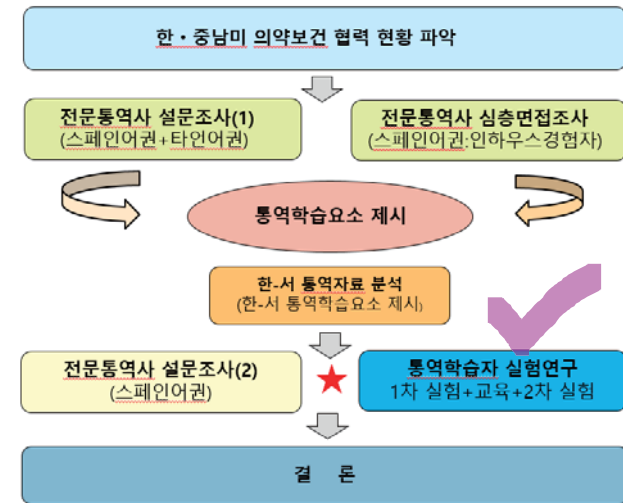 한·중남미 의약보건 협력 현황 파악
전문통역사 설문조사(1)
(스페인어권+타언어권)
전문통역사 심층면접조사
(스페인어권:인하우스경험자)
통역학습요소 제시
한-서 통역자료 분석
(한-서 통역학습요소 제시)
전문통역사 설문조사(2)
(스페인어권)
통역학습자 실험연구
1차 실험+교육+2차 실험
결 론